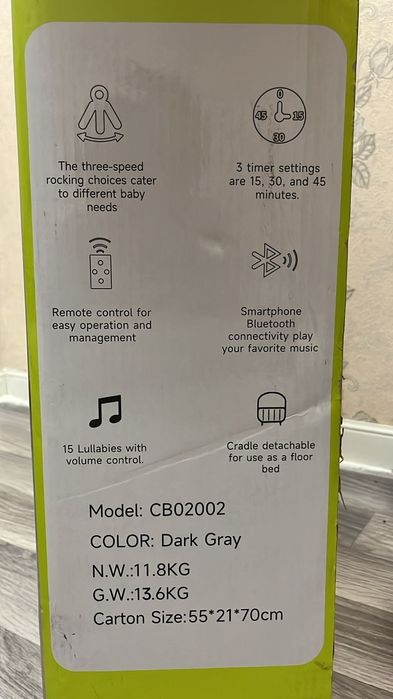 The three-speed
rocking choices cater
to different baby
needs
0
45
15
30
3 timer settings
are 15, 30, and 45
minutes.
Remote control for
easy operation and
management
Smartphone
Bluetooth
connectivity play
your favorite music
15 Lullabies with
volume control.
Cradle detachable
for use as a floor
bed
Model: CB02002
COLOR: Dark Gray
N.W.:11.8KG
G.W.:13.6KG
Carton Size:55*21*70cm